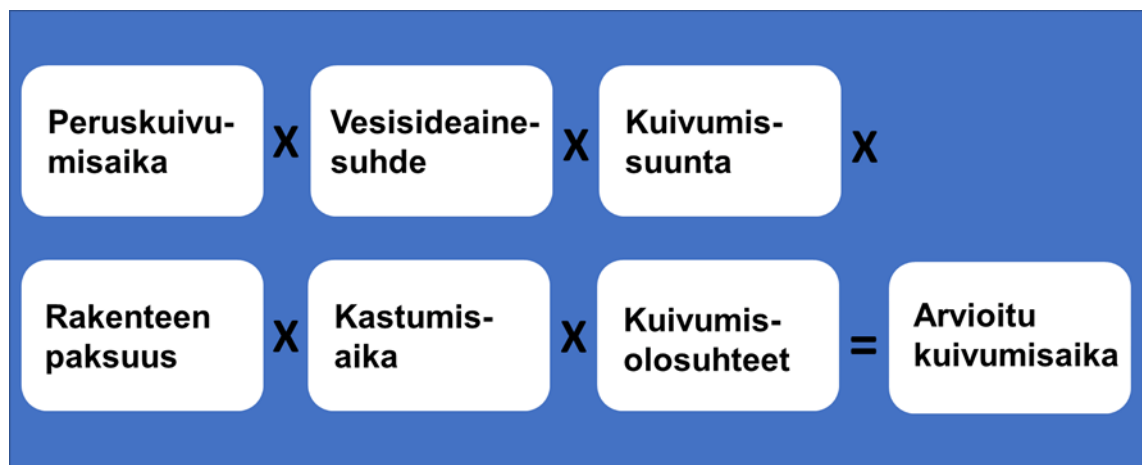 Peruskuivu-
misaika
X
Vesisideaine-
suhde
X
Kuivumis-
suunta
X
Rakenteen
paksuus
X
Kastumis-
aika
X
Kuivumis-
olosuhteet
=
Arvioitu
kuivumisaika